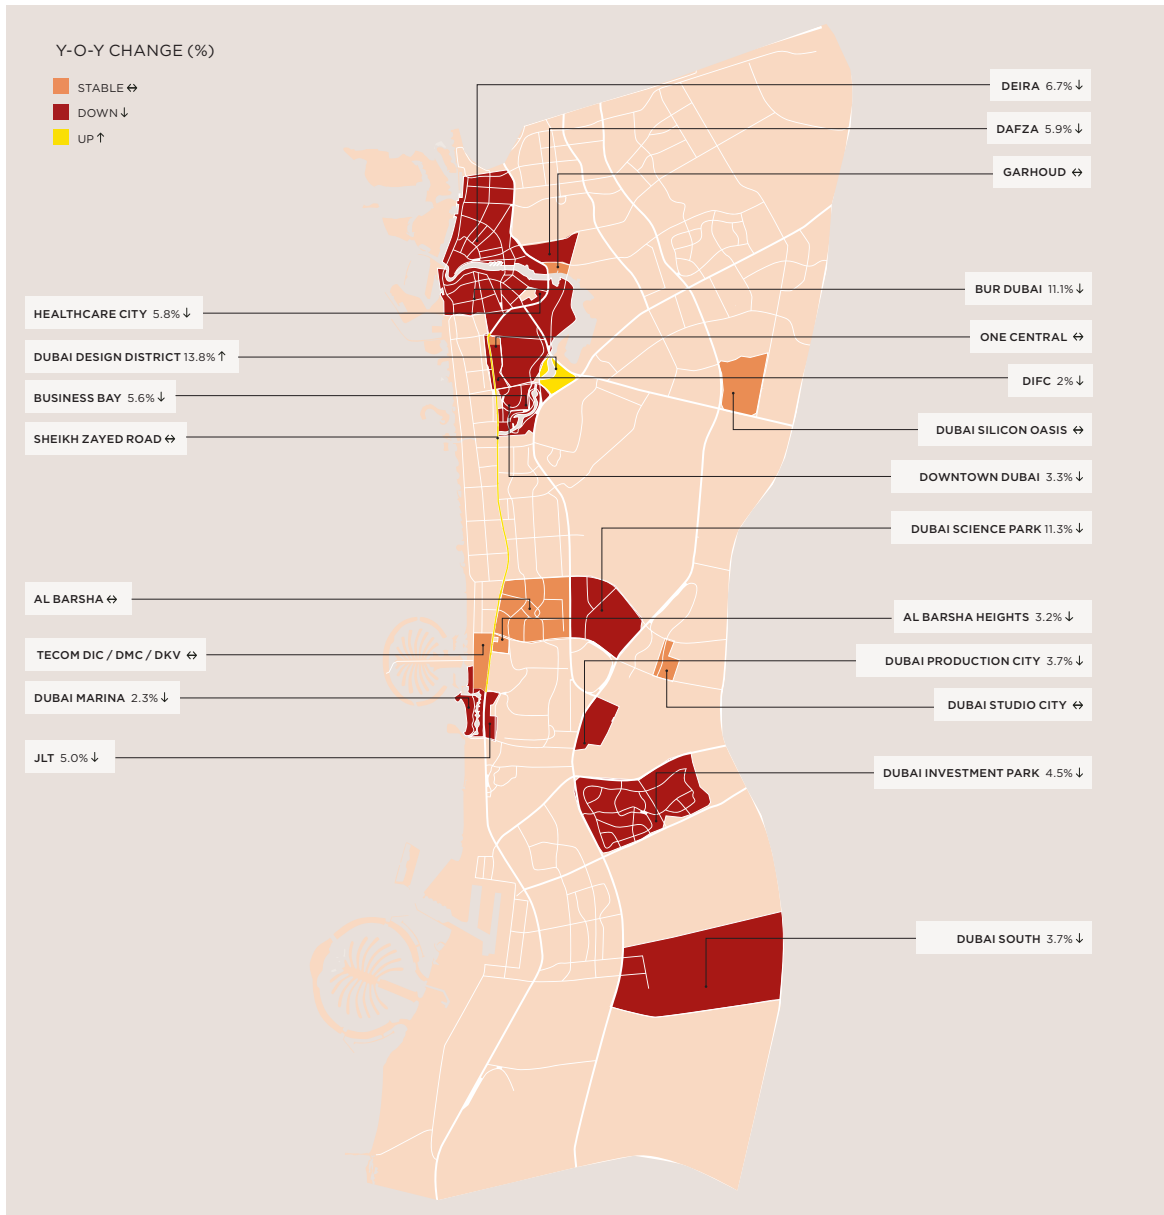 Y-O-Y CHANGE (%)
STABLE ↔
DOWN ↓
UP ↑
DEIRA 6.7% ↓
DAFZA 5.9% ↓
GARHOUD ↔
BUR DUBAI 11.1% ↓
HEALTHCARE CITY 5.8% ↓
ONE CENTRAL ↔
DUBAI DESIGN DISTRICT 13.8% ↑
DIFC 2% ↓
BUSINESS BAY 5.6% ↓
DUBAI SILICON OASIS ↔
SHEIKH ZAYED ROAD ↔
DOWNTOWN DUBAI 3.3% ↓
DUBAI SCIENCE PARK 11.3% ↓
AL BARSHA ↔
AL BARSHA HEIGHTS 3.2% ↓
TECOM DIC / DMC / DKV ↔
DUBAI PRODUCTION CITY 3.7% ↓
DUBAI MARINA 2.3% ↓
DUBAI STUDIO CITY ↔
JLT 5.0% ↓
DUBAI INVESTMENT PARK 4.5% ↓
DUBAI SOUTH 3.7% ↓